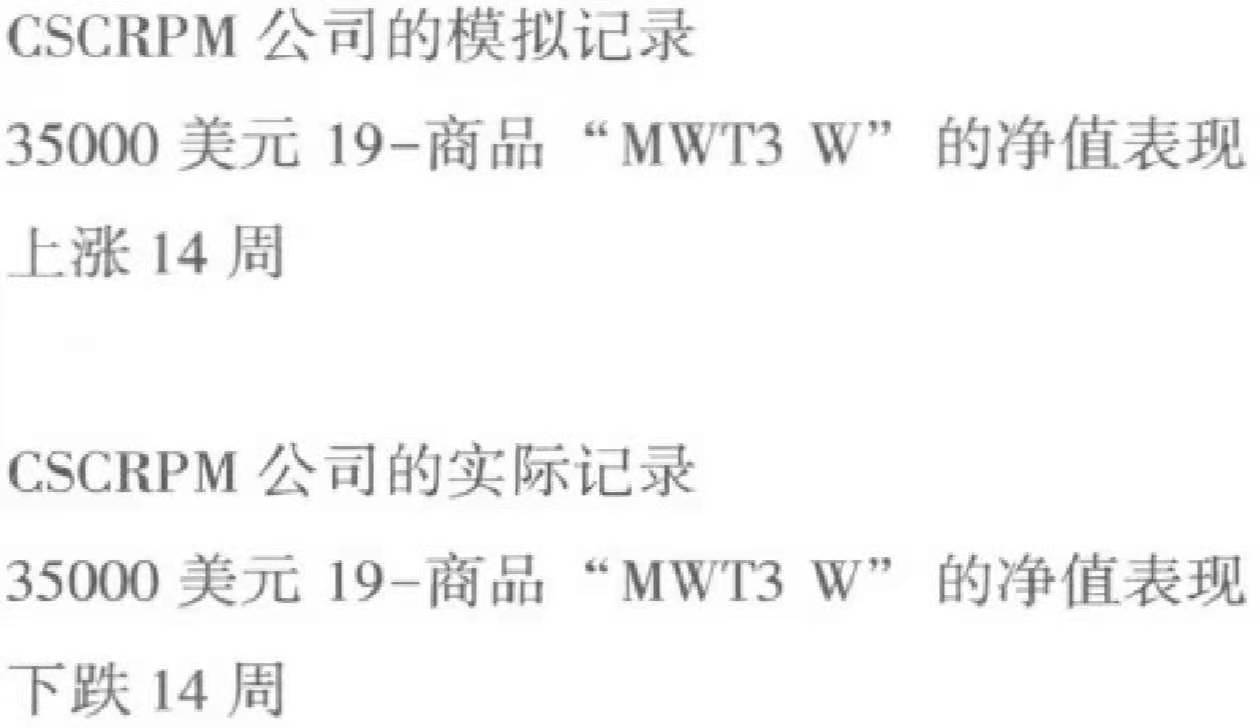 CSCRPM 公司的模拟记录
35000 美元 19-商品“MWT3 W”的净值表现
上涨 14 周
CSCRPM 公司的实际记录
35000 美元 19-商品“MWT3 W”的净值表现
下跌 14 周